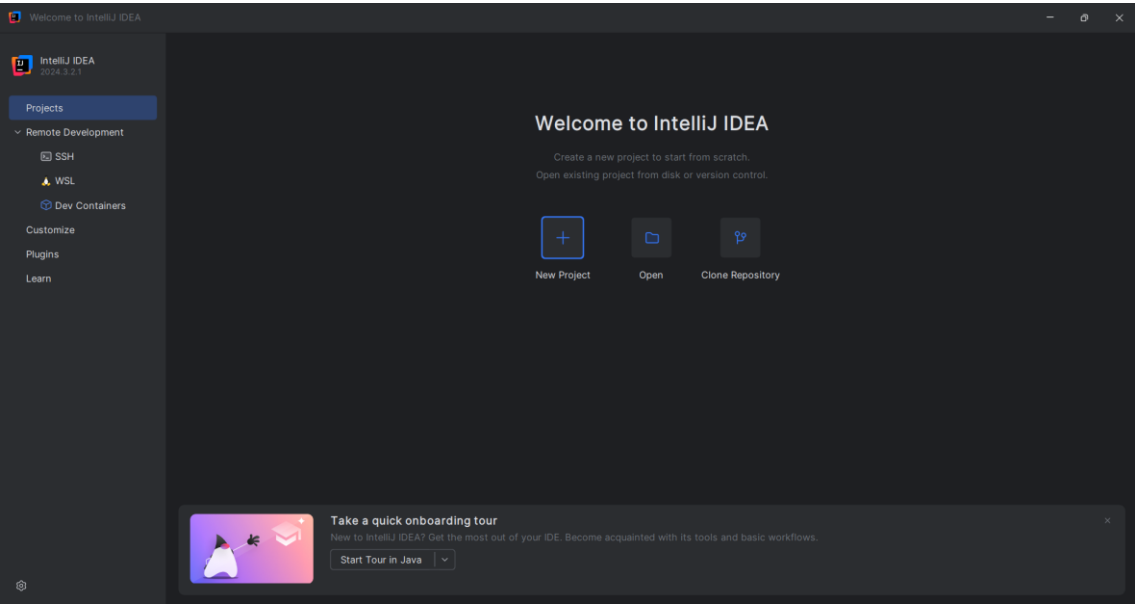 Welcome to IntelliJ IDEA
IntelliJ IDEA
2024.3.2.1
Projects
Remote Development
SSH
WSL
Dev Containers
Customize
Plugins
Learn
Welcome to IntelliJ IDEA
Create a new project to start from scratch.
Open existing project from disk or version control.
New Project
Open
Clone Repository
Take a quick onboarding tour
New to IntelliJ IDEA? Get the most out of your IDE. Become acquainted with its tools and basic workflows.
Start Tour in Java